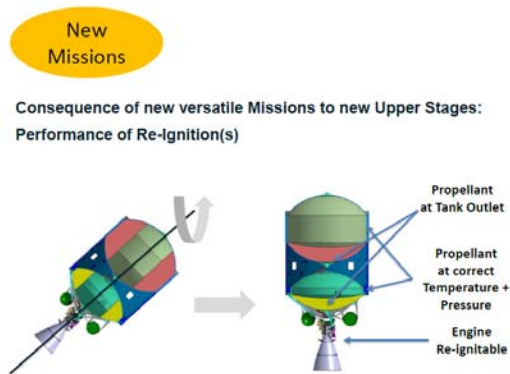 New
Missions
Consequence of new versatile Missions to new Upper Stages:
Performance of Re-Ignition(s)
Propellant
at Tank Outlet
Propellant
at correct
Temperature +
Pressure
Engine
Re-ignitable